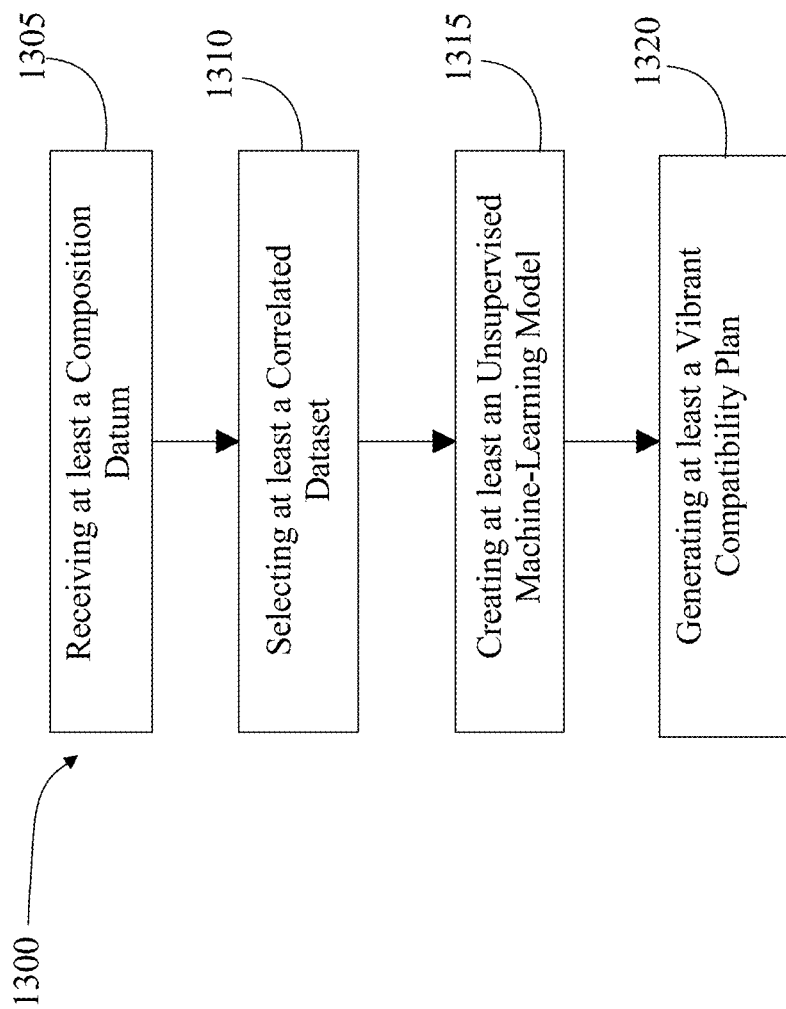 1300
Receiving at least a Composition
Datum
1305
Selecting at least a Correlated
Dataset
1310
Creating at least an Unsupervised
Machine-Learning Model
1315
Generating at least a Vibrant
Compatibility Plan
1320